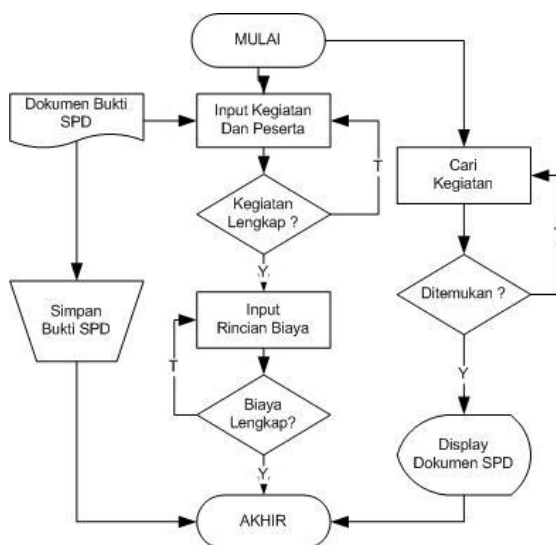 MULAI
Dokumen Bukti
SPD
Input Kegiatan
Dan Peserta
T
Cari
Kegiatan
Kegiatan
Lengkap ?
Y
Simpan
Bukti SPD
Input
Rincian Biaya
Ditemukan ?
T
Y
Biaya
Lengkap?
Display
Dokumen SPD
Y
AKHIR